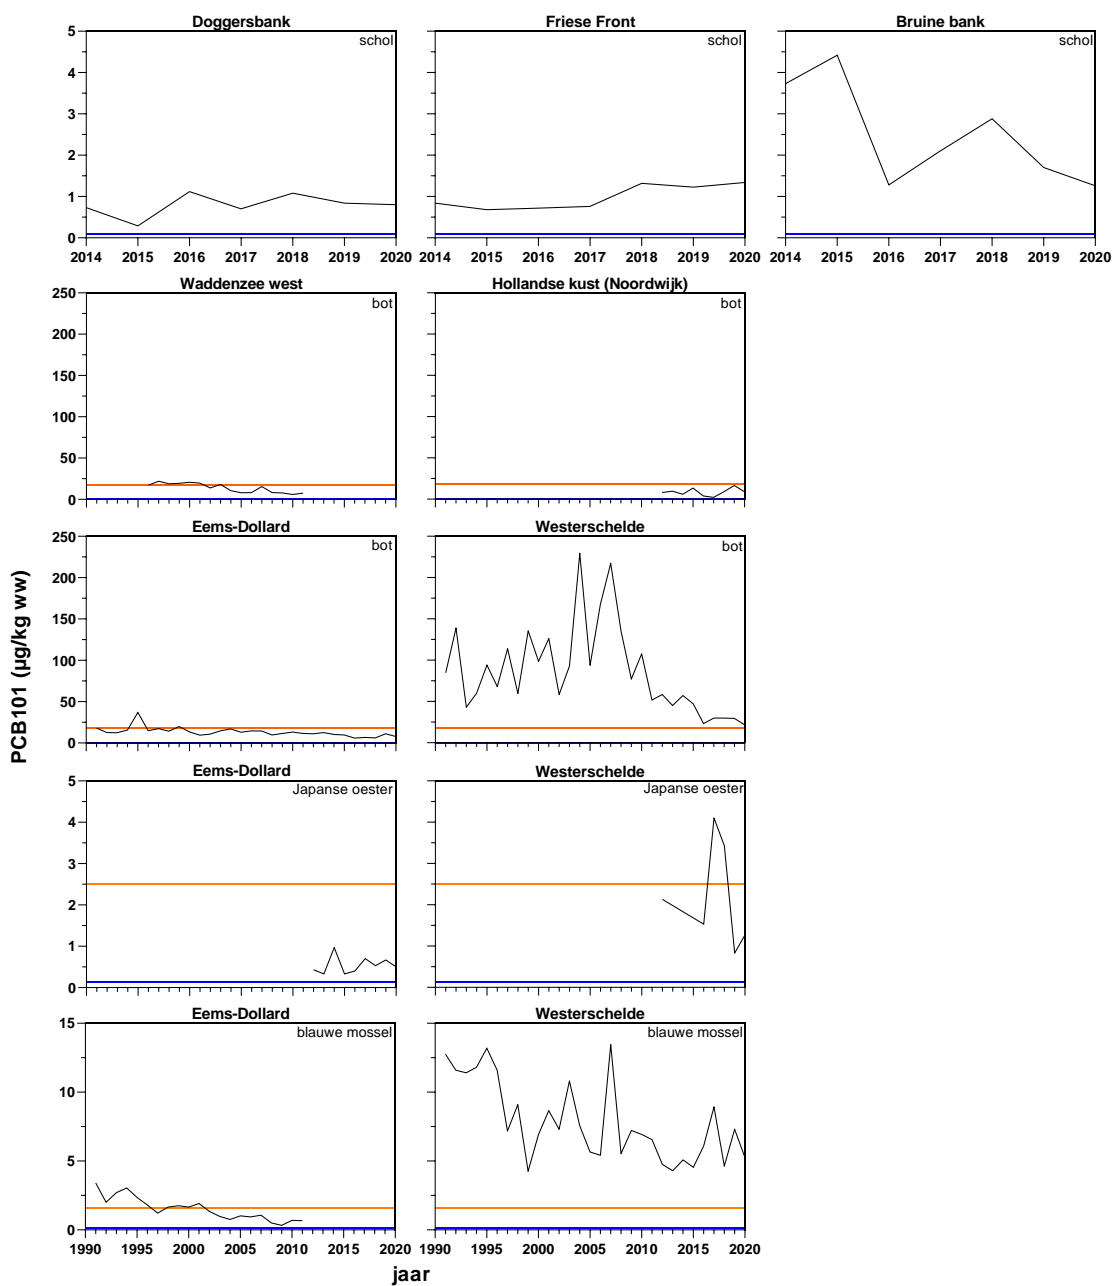 Doggersbank Friese Front Bruine bank
5 schol schol schol
4
3
2
1
0
2014 2015 2016 2017 2018 2019 2020 2014 2015 2016 2017 2018 2019 2020 2014 2015 2016 2017 2018 2019 2020
Waddenzee west Hollandse kust (Noordwijk)
250 bot bot
200
150
100
50
0
Eems-Dollard Westerschelde
250 bot bot
200
150
100
50
0
PCB101 (µg/kg ww)
Eems-Dollard Westerschelde
5 Japanse oester Japanse oester
4
3
2
1
0
Eems-Dollard Westerschelde
15 blauwe mossel blauwe mossel
10
5
0
1990 1995 2000 2005 2010 2015 2020 1990 1995 2000 2005 2010 2015 2020
jaar